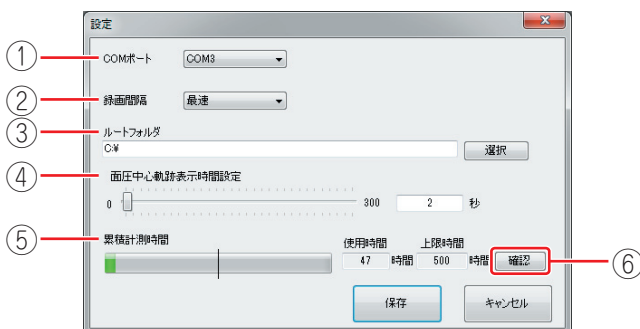 設定
① COMポート COM3
② 録画間隔 最速
③ ルートフォルダ
C:¥ 選択
④ 面圧中心軌跡表示時間設定
0 300 2 秒
⑤ 累積計測時間 使用時間 上限時間
47 時間 500 時間 確認 ⑥
保存 キャンセル